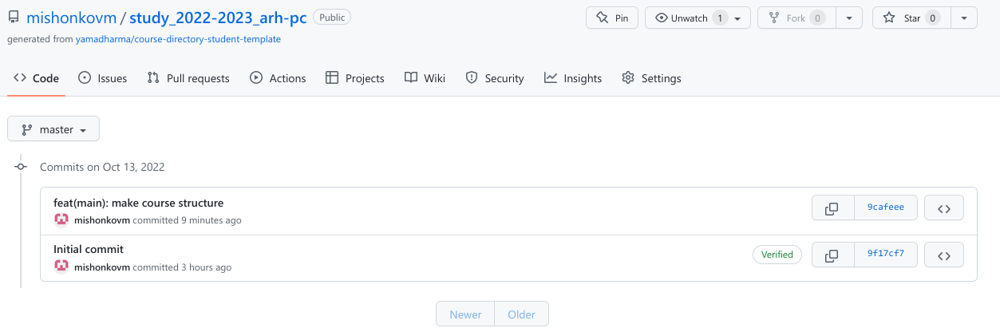 mishonkovm / study_2022-2023_arh-pc Public Pin Unwatch 1 Fork 0 Star 0
generated from yamadharma/course-directory-student-template
Code Issues Pull requests Actions Projects Wiki Security Insights Settings
master
Commits on Oct 13, 2022
feat(main): make course structure
mishonkovm committed 9 minutes ago 9cafeee
Initial commit
mishonkovm committed 3 hours ago Verified 9f17cf7
Newer Older